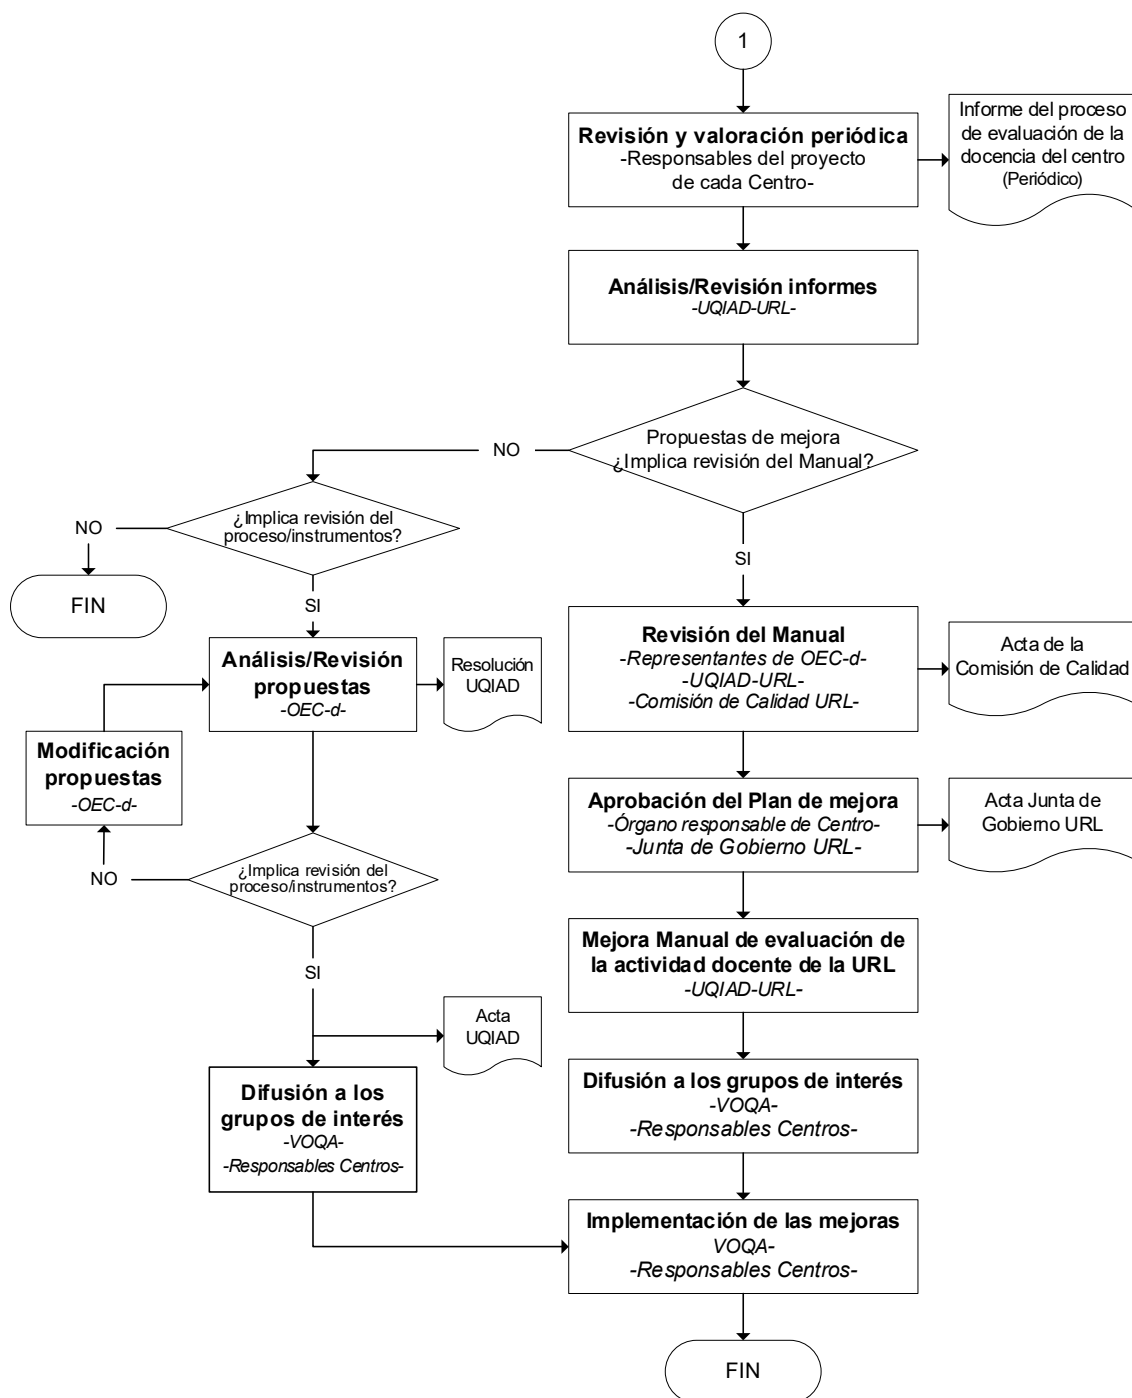 1
Revisión y valoración periódica
-Responsables del proyecto
de cada Centro-
Informe del proceso
de evaluación de la
docencia del centro
(Periódico)
Análisis/Revisión informes
-UQIAD-URL-
Propuestas de mejora
¿Implica revisión del Manual?
NO
¿Implica revisión del
proceso/instrumentos?
NO
FIN
SI
SI
Análisis/Revisión
propuestas
-OEC-d-
Resolución
UQIAD
Revisión del Manual
-Representantes de OEC-d-
-UQIAD-URL-
-Comisión de Calidad URL-
Acta de la
Comisión de Calidad
Modificación
propuestas
-OEC-d-
Aprobación del Plan de mejora
-Órgano responsable de Centro-
-Junta de Gobierno URL-
Acta Junta de
Gobierno URL
¿Implica revisión del
proceso/instrumentos?
NO
SI
Mejora Manual de evaluación de
la actividad docente de la URL
-UQIAD-URL-
Acta
UQIAD
Difusión a los
grupos de interés
-VOQA-
-Responsables Centros-
Difusión a los grupos de interés
-VOQA-
-Responsables Centros-
Implementación de las mejoras
VOQA-
-Responsables Centros-
FIN